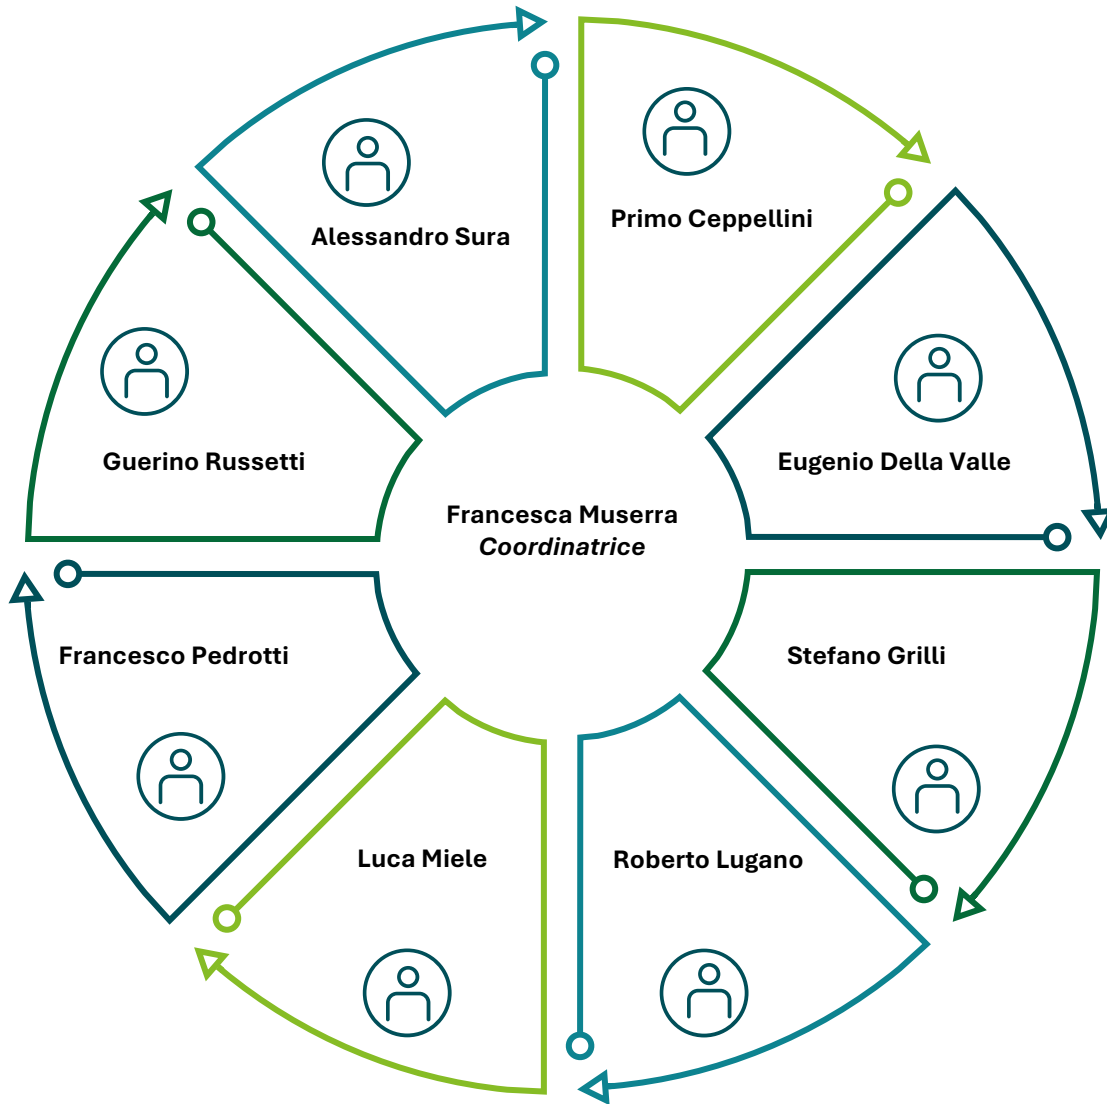 Primo Ceppellini
Alessandro Sura
Guerino Russetti
Eugenio Della Valle
Francesca Muserra
Coordinatrice
Francesco Pedrotti
Stefano Grilli
Luca Miele
Roberto Lugano